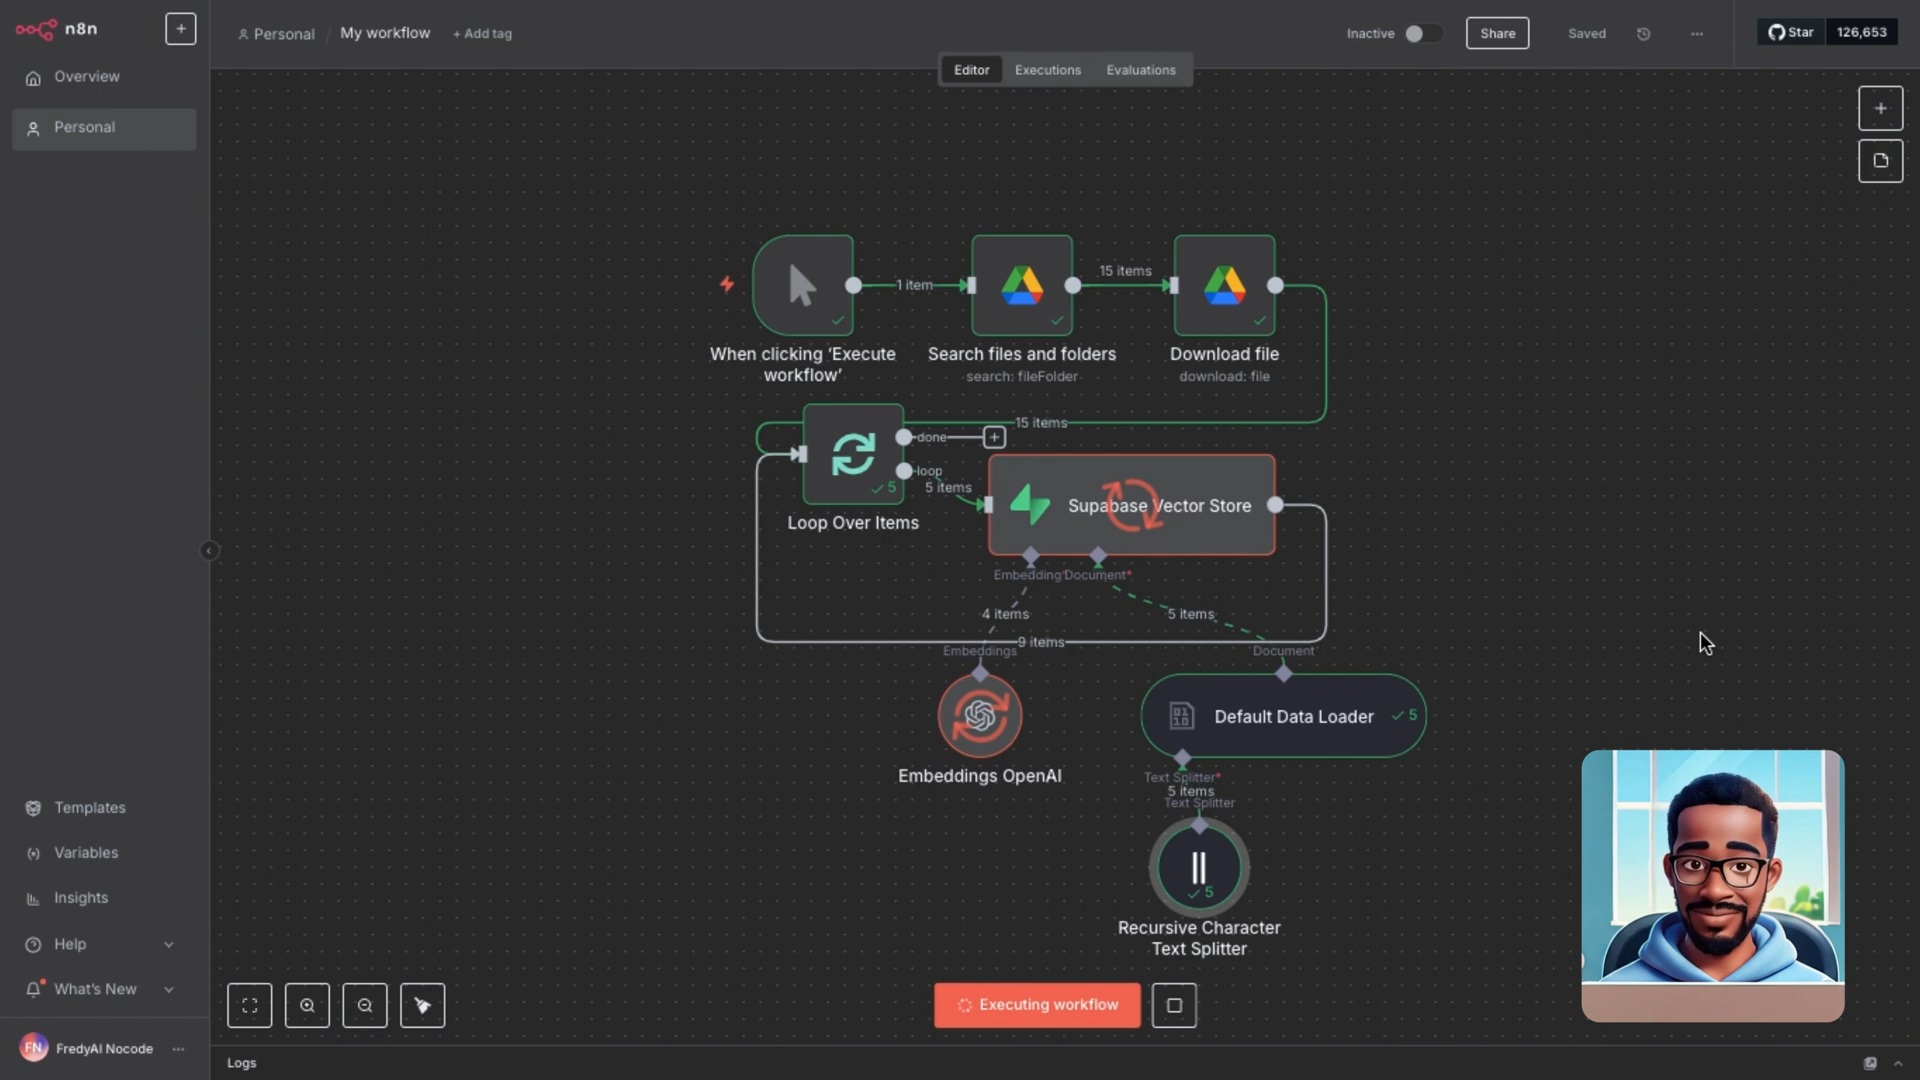 n8n
Personal / My workflow + Add tag
Inactive
Share
Saved
Star 126,653
Editor Executions Evaluations
Overview
Personal
1 item
15 items
When clicking ‘Execute
workflow’
Search files and folders
search: fileFolder
Download file
download: file
15 items
done
loop
5 items
5
Loop Over Items
Supabase Vector Store
Embedding
Document*
4 items
5 items
9 items
Embeddings
Document
Embeddings OpenAI
Default Data Loader
5
Text Splitter*
5 items
Text Splitter
5
Recursive Character
Text Splitter
Templates
Variables
Insights
Help
What's New
FN
FredyAI Nocode
Executing workflow
Logs